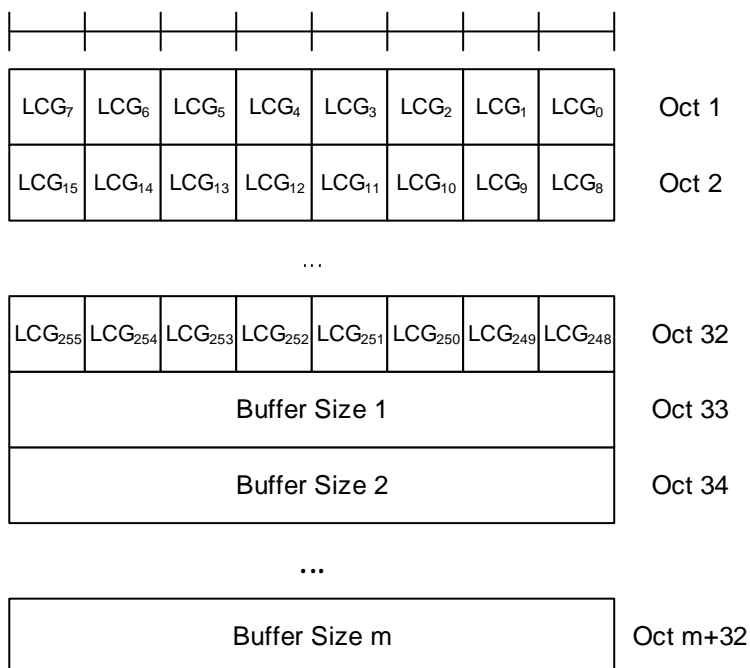 LCG7 LCG6 LCG5 LCG4 LCG3 LCG2 LCG1 LCG0 Oct 1
LCG15 LCG14 LCG13 LCG12 LCG11 LCG10 LCG9 LCG8 Oct 2
...
LCG255 LCG254 LCG253 LCG252 LCG251 LCG250 LCG249 LCG248 Oct 32
Buffer Size 1 Oct 33
Buffer Size 2 Oct 34
...
Buffer Size m Oct m+32